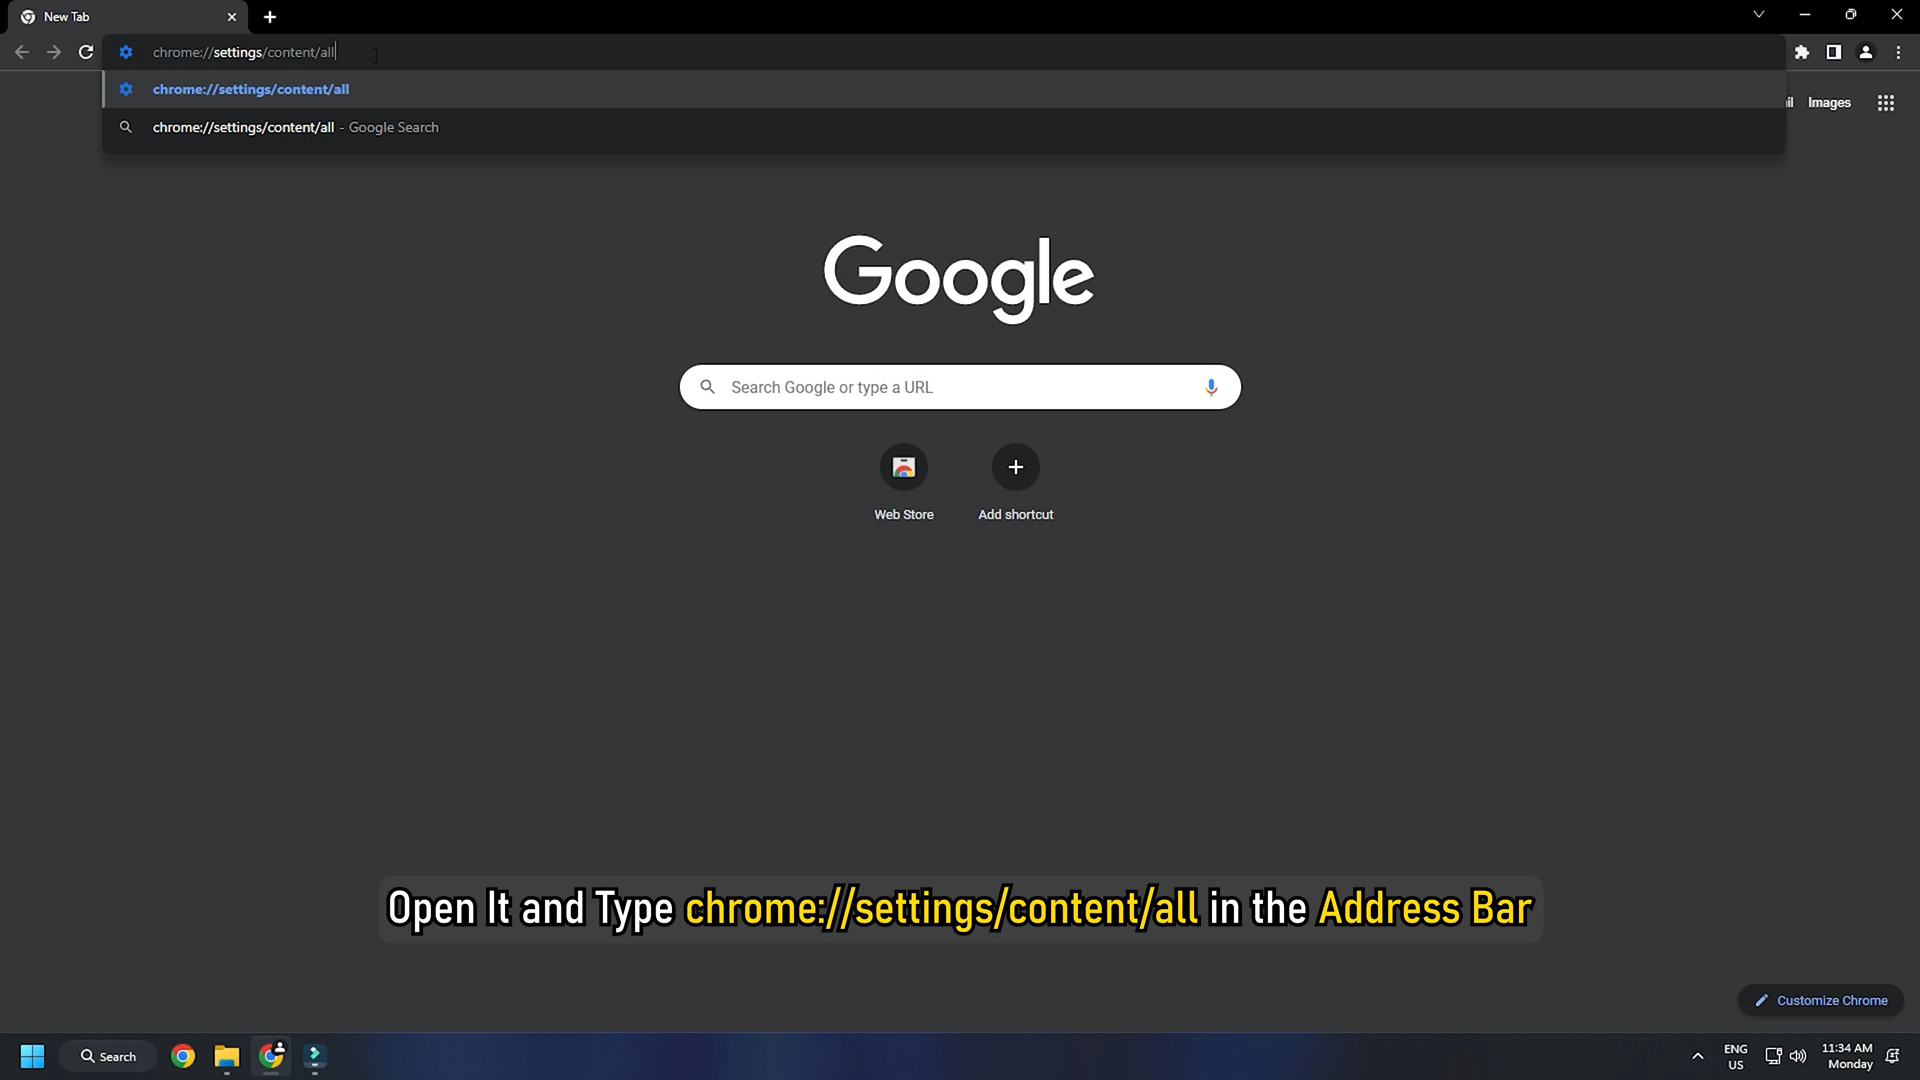 New Tab
chrome://settings/content/all
chrome://settings/content/all
chrome://settings/content/all - Google Search
Images
Google
Search Google or type a URL
Web Store
Add shortcut
Open It and Type chrome://settings/content/all in the Address Bar
Customize Chrome
Search
ENG
US
11:34 AM
Monday